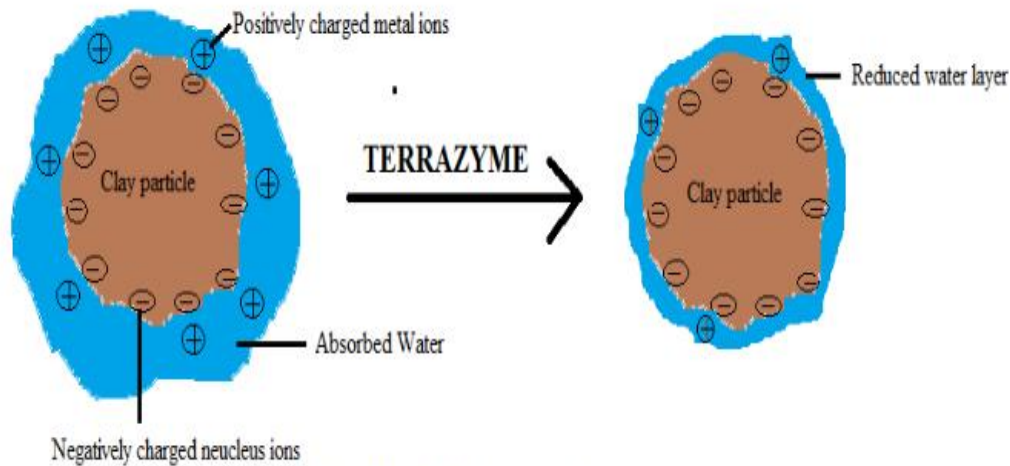 Positively charged metal ions
Reduced water layer
TERRAZYME
Clay particle
Clay particle
Absorbed Water
Negatively charged neucleus ions